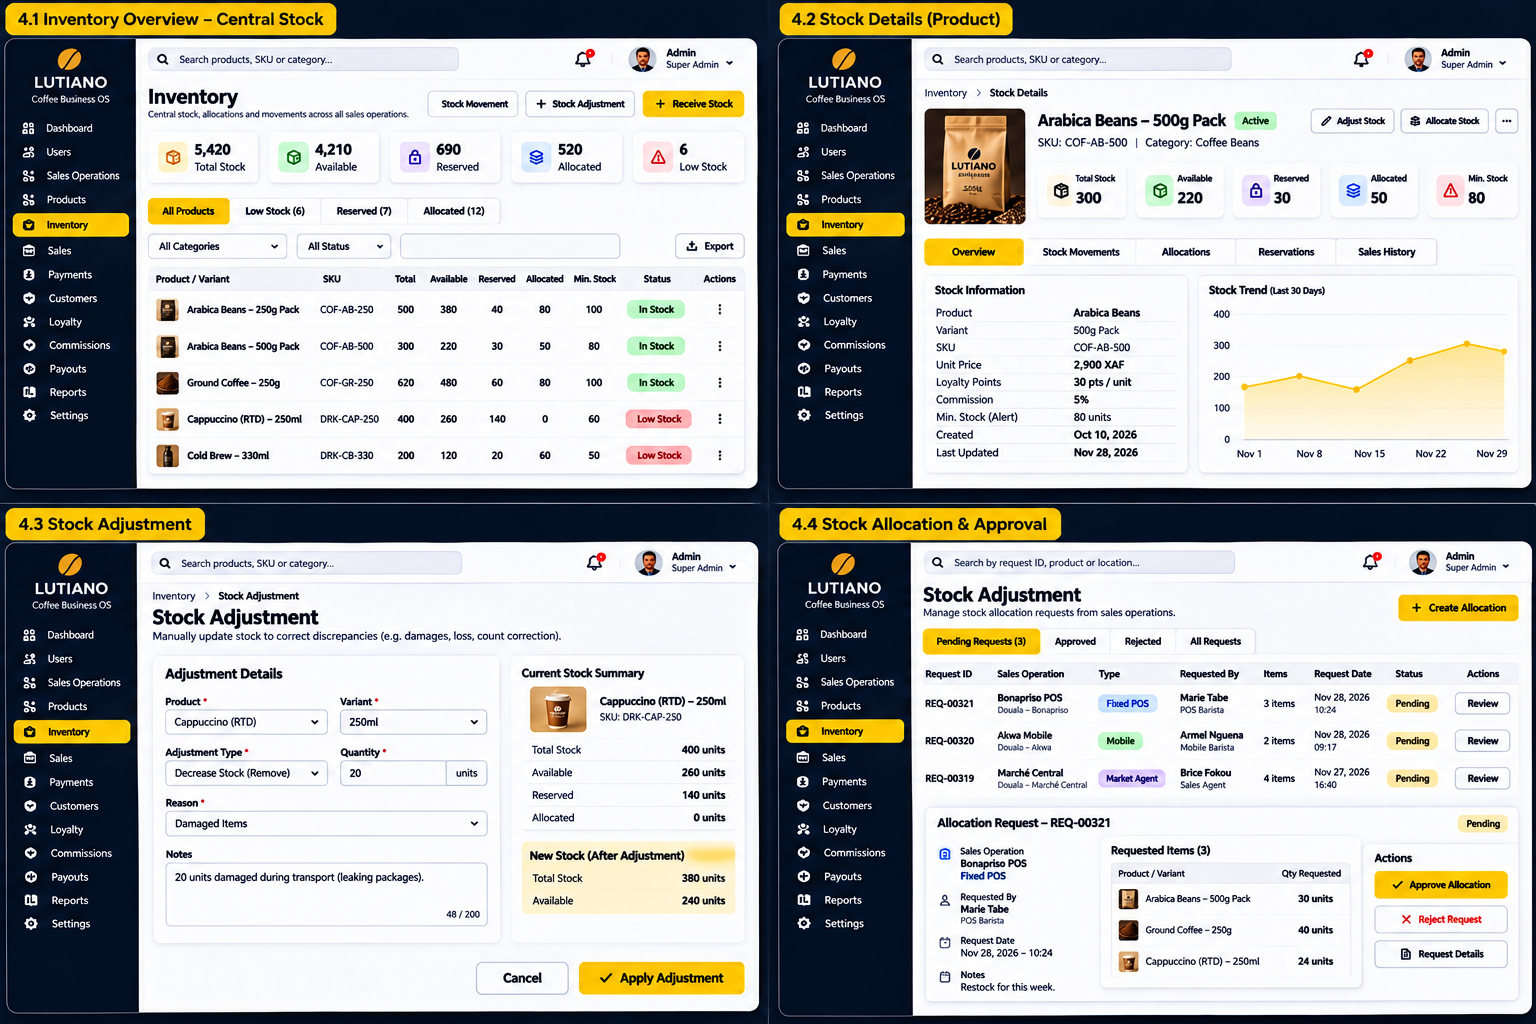 4.1 Inventory Overview – Central Stock
LUTIANO
Coffee Business OS
Dashboard
Users
Sales Operations
Products
Inventory
Sales
Payments
Customers
Loyalty
Commissions
Payouts
Reports
Settings
Search products, SKU or category...
Admin
Super Admin
Inventory
Central stock, allocations and movements across all sales operations.
Stock Movement
+ Stock Adjustment
+ Receive Stock
5,420
Total Stock
4,210
Available
690
Reserved
520
Allocated
6
Low Stock
All Products
Low Stock (6)
Reserved (7)
Allocated (12)
All Categories
All Status
Export
Product / Variant SKU Total Available Reserved Allocated Min. Stock Status Actions
Arabica Beans – 250g Pack COF-AB-250 500 380 40 80 100 In Stock
Arabica Beans – 500g Pack COF-AB-500 300 220 30 50 80 In Stock
Ground Coffee – 250g COF-GR-250 620 480 60 80 100 In Stock
Cappuccino (RTD) – 250ml DRK-CAP-250 400 260 140 0 60 Low Stock
Cold Brew – 330ml DRK-CB-330 200 120 20 60 50 Low Stock
4.2 Stock Details (Product)
LUTIANO
Coffee Business OS
Dashboard
Users
Sales Operations
Products
Inventory
Sales
Payments
Customers
Loyalty
Commissions
Payouts
Reports
Settings
Search products, SKU or category...
Admin
Super Admin
Inventory > Stock Details
LUTIANO
Arabica Beans – 500g Pack
Active
SKU: COF-AB-500 | Category: Coffee Beans
Adjust Stock
Allocate Stock
Total Stock
300
Available
220
Reserved
30
Allocated
50
Min. Stock
80
Overview
Stock Movements
Allocations
Reservations
Sales History
Stock Information
Product Arabica Beans
Variant 500g Pack
SKU COF-AB-500
Unit Price 2,900 XAF
Loyalty Points 30 pts / unit
Commission 5%
Min. Stock (Alert) 80 units
Created Oct 10, 2026
Last Updated Nov 28, 2026
Stock Trend (Last 30 Days)
400
300
200
100
0
Nov 1 Nov 8 Nov 15 Nov 22 Nov 29
4.3 Stock Adjustment
LUTIANO
Coffee Business OS
Dashboard
Users
Sales Operations
Products
Inventory
Sales
Payments
Customers
Loyalty
Commissions
Payouts
Reports
Settings
Search products, SKU or category...
Admin
Super Admin
Inventory > Stock Adjustment
Stock Adjustment
Manually update stock to correct discrepancies (e.g. damages, loss, count correction).
Adjustment Details
Product * Variant *
Cappuccino (RTD) 250ml
Adjustment Type * Quantity *
Decrease Stock (Remove) 20 units
Reason *
Damaged Items
Notes
20 units damaged during transport (leaking packages).
48 / 200
Current Stock Summary
Cappuccino (RTD) – 250ml
SKU: DRK-CAP-250
Total Stock 400 units
Available 260 units
Reserved 140 units
Allocated 0 units
New Stock (After Adjustment)
Total Stock 380 units
Available 240 units
Cancel
Apply Adjustment
4.4 Stock Allocation & Approval
LUTIANO
Coffee Business OS
Dashboard
Users
Sales Operations
Products
Inventory
Sales
Payments
Customers
Loyalty
Commissions
Payouts
Reports
Settings
Search by request ID, product or location...
Admin
Super Admin
Stock Adjustment
Manage stock allocation requests from sales operations.
+ Create Allocation
Pending Requests (3)
Approved
Rejected
All Requests
Request ID Sales Operation Type Requested By Items Request Date Status Actions
REQ-00321 Bonapriso POS Fixed POS Marie Tabe 3 items Nov 28, 2026 Pending Review
Douala – Bonapriso POS Barista 10:24
REQ-00320 Akwa Mobile Mobile Armel Nguena 2 items Nov 28, 2026 Pending Review
Douala – Akwa Mobile Barista 09:17
REQ-00319 Marché Central Market Agent Brice Fokou 4 items Nov 27, 2026 Pending Review
Douala – Marché Central Sales Agent 16:40
Allocation Request – REQ-00321
Pending
Sales Operation
Bonapriso POS
Fixed POS
Requested By
Marie Tabe
POS Barista
Request Date
Nov 28, 2026 – 10:24
Notes
Restock for this week.
Requested Items (3)
Product / Variant Qty Requested
Arabica Beans – 500g Pack 30 units
Ground Coffee – 250g 40 units
Cappuccino (RTD) – 250ml 24 units
Actions
Approve Allocation
Reject Request
Request Details